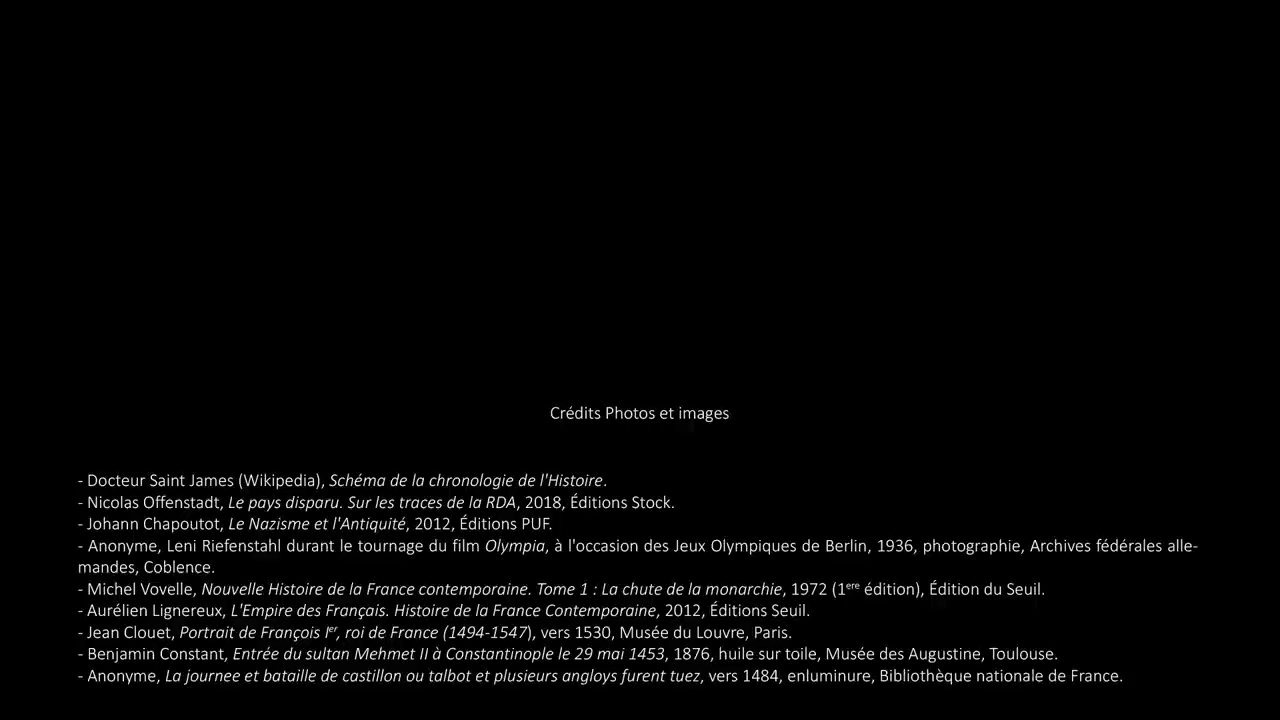 Crédits Photos et images
- Docteur Saint James (Wikipedia), Schéma de la chronologie de l'Histoire.
- Nicolas Offenstadt, Le pays disparu. Sur les traces de la RDA, 2018, Éditions Stock.
- Johann Chapoutot, Le Nazisme et l'Antiquité, 2012, Éditions PUF.
- Anonyme, Leni Riefenstahl durant le tournage du film Olympia, à l'occasion des Jeux Olympiques de Berlin, 1936, photographie, Archives fédérales alle-
mandes, Coblence.
- Michel Vovelle, Nouvelle Histoire de la France contemporaine. Tome 1 : La chute de la monarchie, 1972 (1ere édition), Édition du Seuil.
- Aurélien Lignereux, L'Empire des Français. Histoire de la France Contemporaine, 2012, Éditions Seuil.
- Jean Clouet, Portrait de François Ier, roi de France (1494-1547), vers 1530, Musée du Louvre, Paris.
- Benjamin Constant, Entrée du sultan Mehmet II à Constantinople le 29 mai 1453, 1876, huile sur toile, Musée des Augustine, Toulouse.
- Anonyme, La journee et bataille de castillon ou talbot et plusieurs angloys furent tuez, vers 1484, enluminure, Bibliothèque nationale de France.